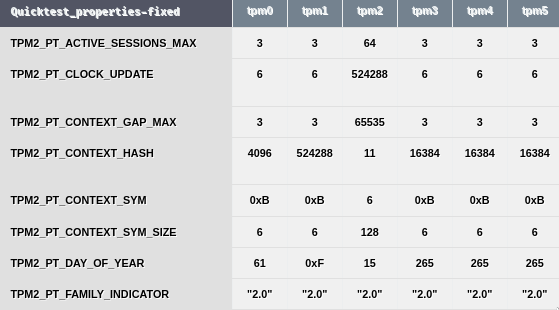 Quicktest_properties-fixed tpm0 tpm1 tpm2 tpm3 tpm4 tpm5
TPM2_PT_ACTIVE_SESSIONS_MAX 3 3 64 3 3 3
TPM2_PT_CLOCK_UPDATE 6 6 524288 6 6 6
TPM2_PT_CONTEXT_GAP_MAX 3 3 65535 3 3 3
TPM2_PT_CONTEXT_HASH 4096 524288 11 16384 16384 16384
TPM2_PT_CONTEXT_SYM 0xB 0xB 6 0xB 0xB 0xB
TPM2_PT_CONTEXT_SYM_SIZE 6 6 128 6 6 6
TPM2_PT_DAY_OF_YEAR 61 0xF 15 265 265 265
TPM2_PT_FAMILY_INDICATOR "2.0" "2.0" "2.0" "2.0" "2.0" "2.0"